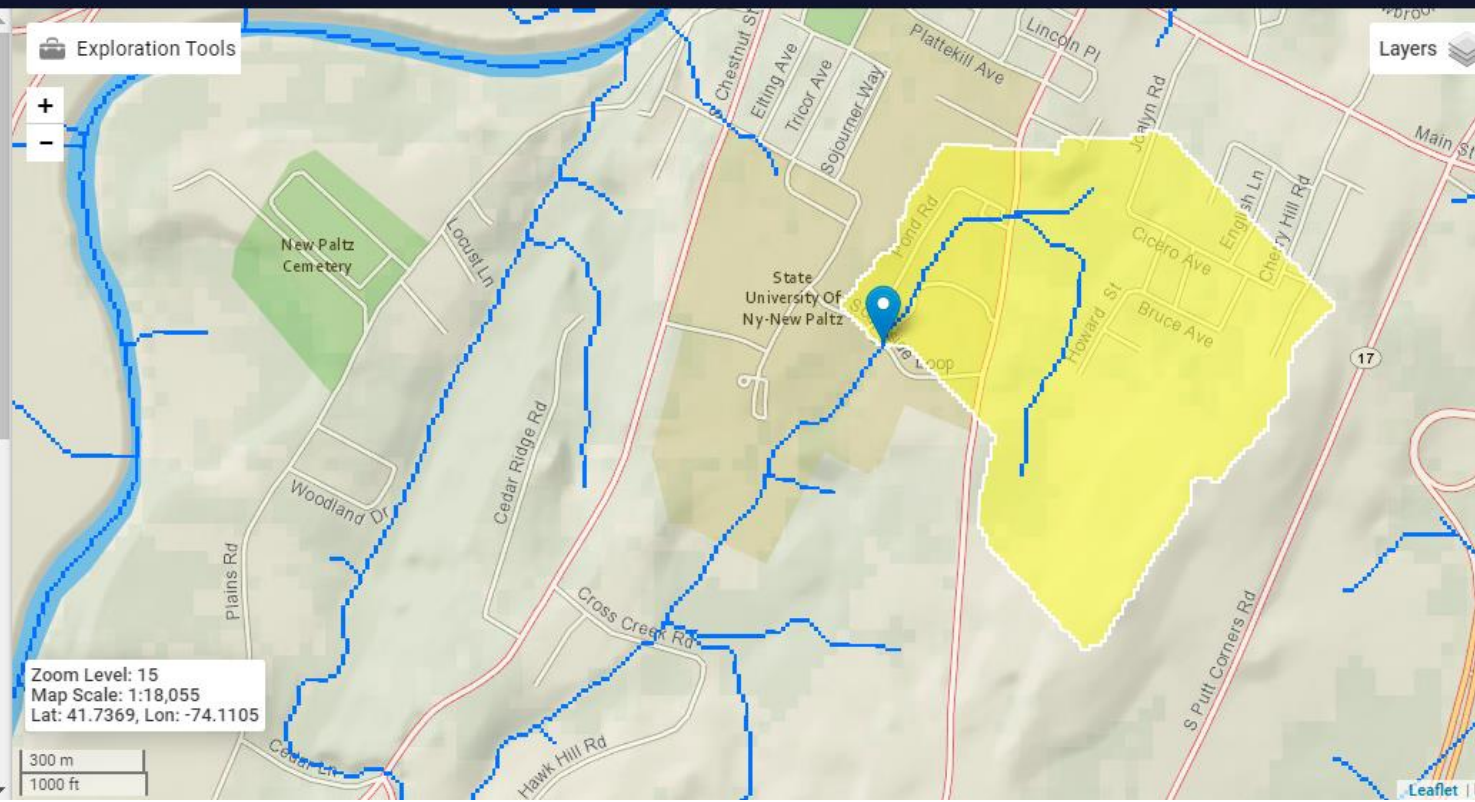 Exploration Tools
+
−
Layers
S Chestnut St
Elting Ave
Tricor Ave
Sojourner Way
Plattekill Ave
Lincoln Pl
Joalyn Rd
Main St
New Paltz
Cemetery
Locust Ln
State
University Of
Ny-New Paltz
Pond Rd
Loop
Cicero Ave
English Ln
Cherry Hill Rd
Howard St
Bruce Ave
17
Cedar Ridge Rd
Woodland Dr
Plains Rd
Cross Creek Rd
S Putt Corners Rd
Hawk Hill Rd
Cedar Ln
Zoom Level: 15
Map Scale: 1:18,055
Lat: 41.7369, Lon: -74.1105
300 m
1000 ft
Leaflet |